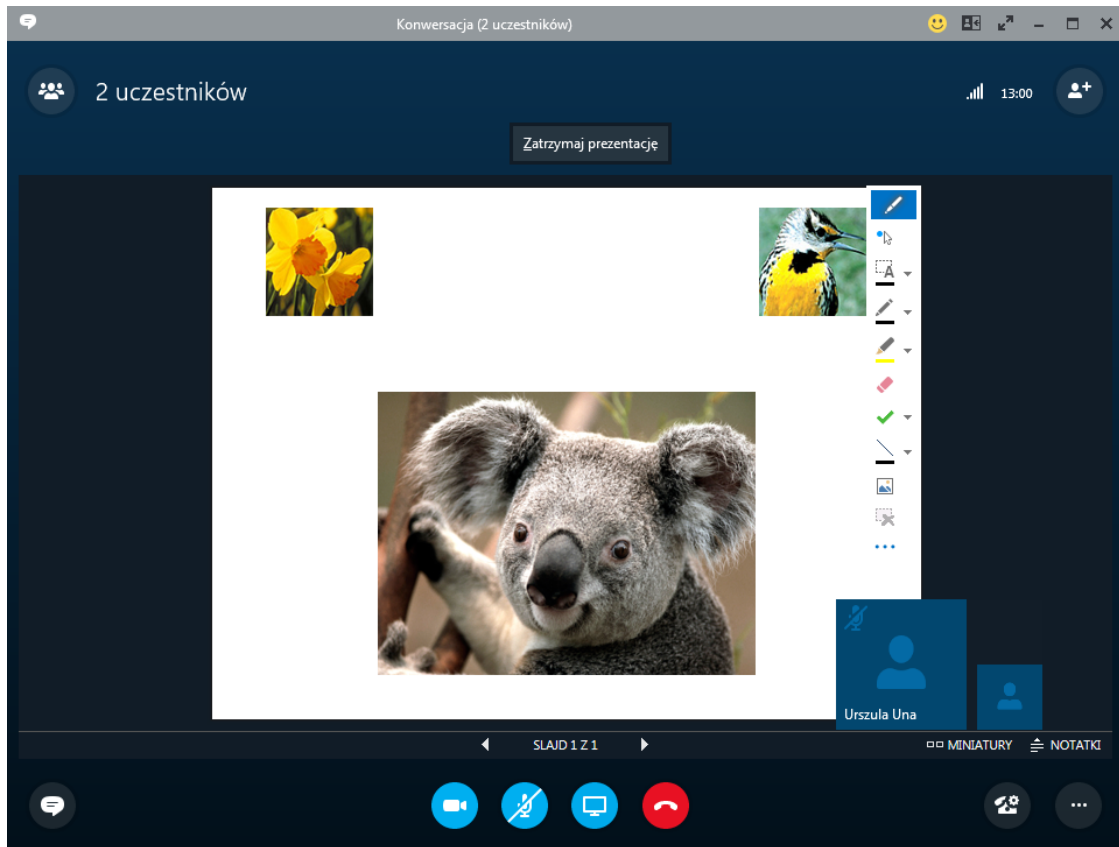 Konwersacja (2 uczestników)
2 uczestników
13:00
Zatrzymaj prezentację
A
Urszula Una
SLAJD 1 Z 1
MINIATURY
NOTATKI